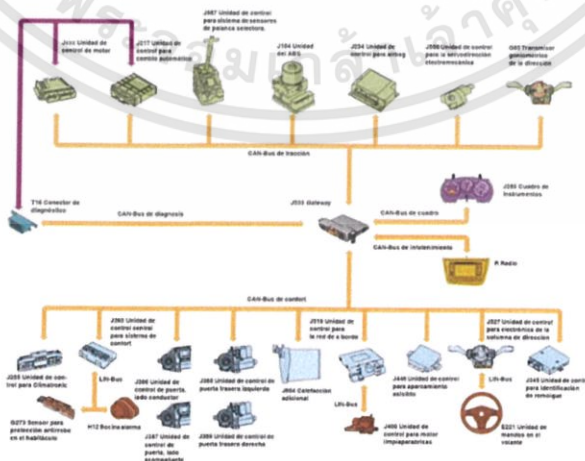 J587 Unidad de control
para sistema de sensores
de palanca selectora.
Unidad de
control de motor
J217 Unidad de
control para
cambio automático
J104 Unidad
del ABS
J234 Unidad de
control para airbag
J500 Unidad de control
para la servodirección
electromecánica
G85 Transmisor
goniométrico
de la dirección
CAN-Bus de tracción
T16 Conector de
diagnóstico
CAN-Bus de diagnosis
J533 Gateway
CAN-Bus de cuadro
J285 Cuadro de
Instrumentos
CAN-Bus de infotenimiento
R Radio
CAN-Bus de confort
J255 Unidad de con-
trol para Climatronic
J393 Unidad de
control central
para sistema de
confort
LIN-Bus
G273 Sensor para
protección antirrobo
en el habitáculo
H12 Bocina alarma
J386 Unidad de
control de puerta,
lado conductor
J387 Unidad de
control de
puerta, lado
acompañante
J388 Unidad de control de
puerta trasera izquierda
J389 Unidad de control de
puerta trasera derecha
J604 Calefacción
adicional
J519 Unidad de
control para
la red de a bordo
LIN-Bus
J400 Unidad de
control para motor
limpiaparabrisas
J446 Unidad de control
para aparcamiento
asistido
J527 Unidad de control
para electrónica de la
columna de dirección
LIN-Bus
E221 Unidad de
mandos en el
volante
J345 Unidad de control
para identificación
de remolque